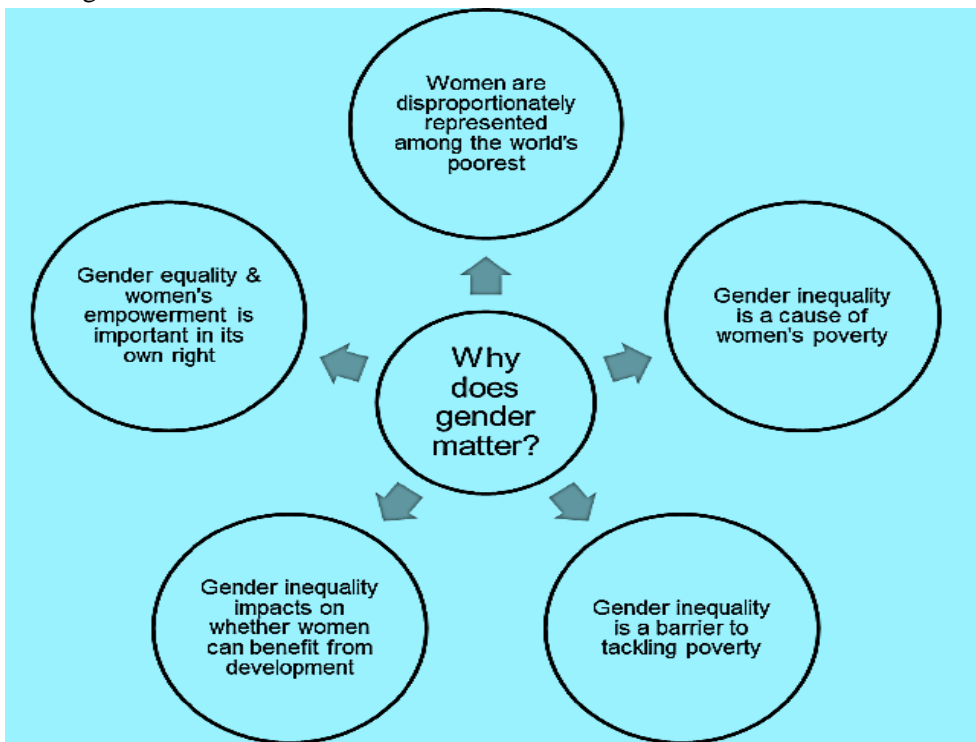 Women are
disproportionately
represented
among the world's
poorest
Gender inequality
is a cause of
women's poverty
Gender inequality
is a barrier to
tackling poverty
Gender inequality
impacts on
whether women
can benefit from
development
Gender equality &
women's
empowerment is
important in its
own right
Why
does
gender
matter?